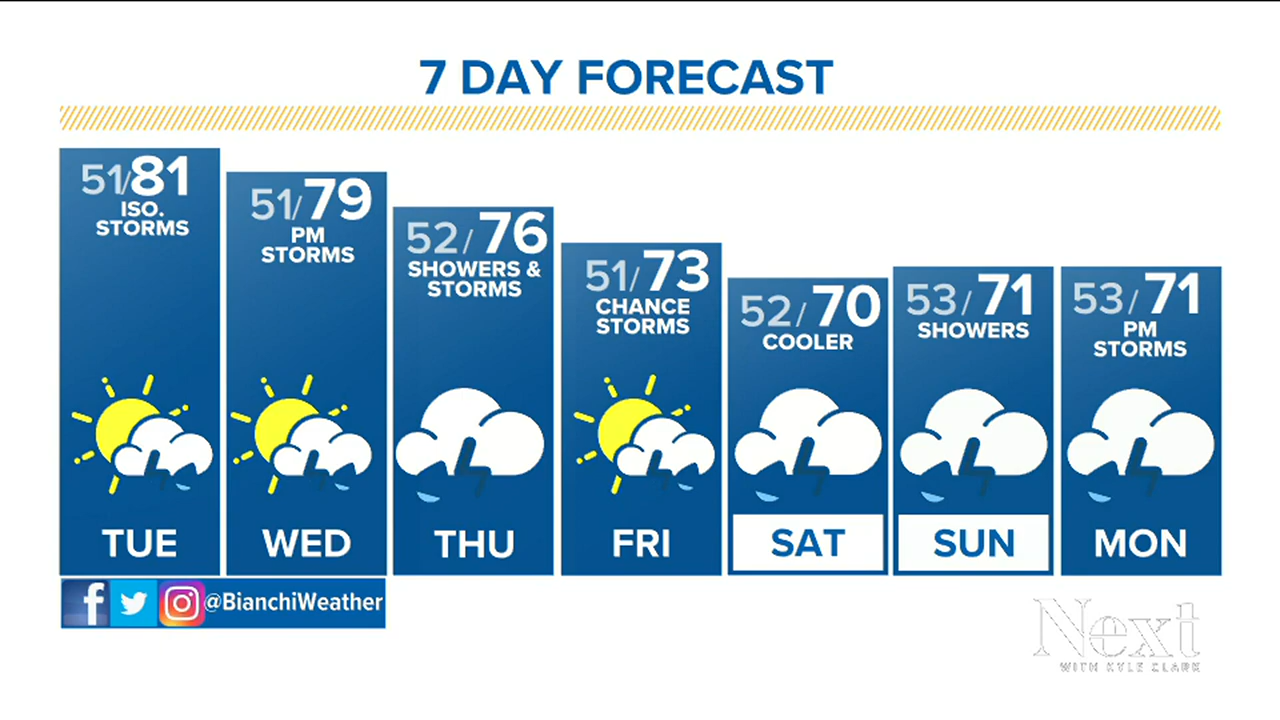 7 DAY FORECAST
51/81
ISO.
STORMS
TUE
51/79
PM
STORMS
WED
52/76
SHOWERS &
STORMS
THU
51/73
CHANCE
STORMS
FRI
52/70
COOLER
SAT
53/71
SHOWERS
SUN
53/71
PM
STORMS
MON
@BianchiWeather
Next
WITH KYLE CLARK